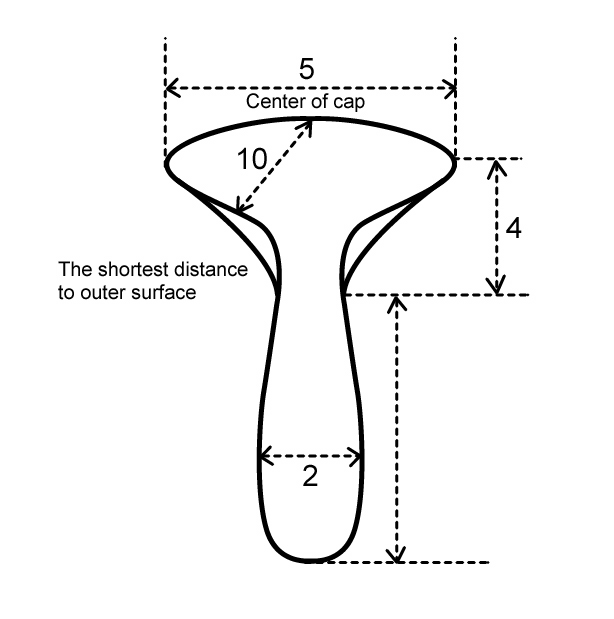 5
Center of cap
10
4
The shortest distance
to outer surface
2